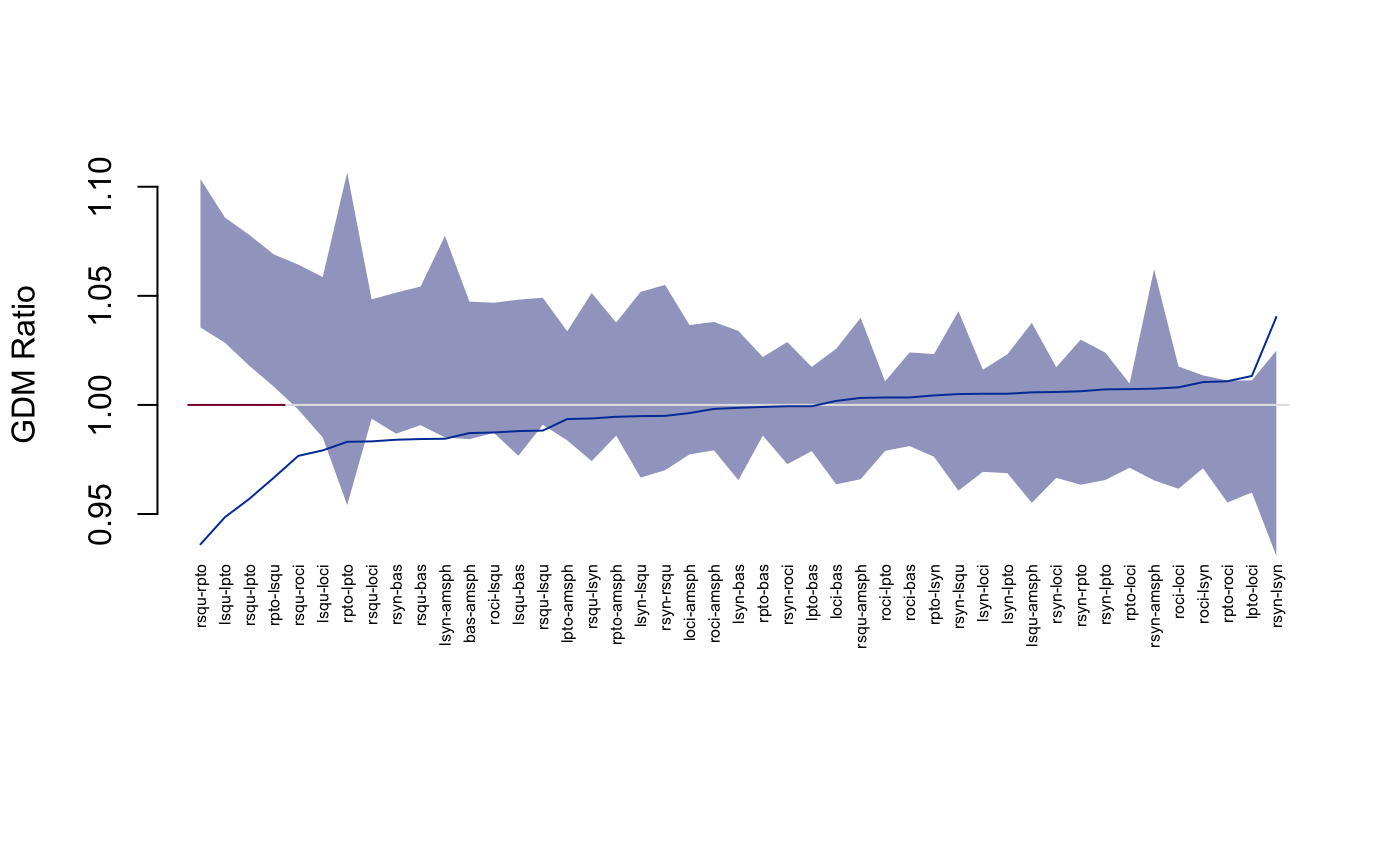 GDM Ratio
1.10
1.05
1.00
0.95
rsqu-rpto
lsqu-lpto
rsqu-lpto
rpto-lsqu
rsqu-roci
lsqu-loci
rpto-lpto
rsqu-loci
rsyn-bas
rsqu-bas
lsyn-amsph
bas-amsph
roci-lsqu
lsqu-bas
rsqu-lsqu
lpto-amsph
rsqu-lsyn
rpto-amsph
lsyn-lsqu
rsyn-rsqu
loci-amsph
roci-amsph
lsyn-bas
rpto-bas
rsyn-roci
lpto-bas
loci-bas
rsqu-amsph
roci-lpto
roci-bas
rpto-lsyn
rsyn-lsqu
lsyn-loci
lsyn-lpto
lsqu-amsph
rsyn-loci
rsyn-rpto
rsyn-lpto
rpto-loci
rsyn-amsph
roci-loci
roci-lsyn
rpto-roci
lpto-loci
rsyn-lsyn